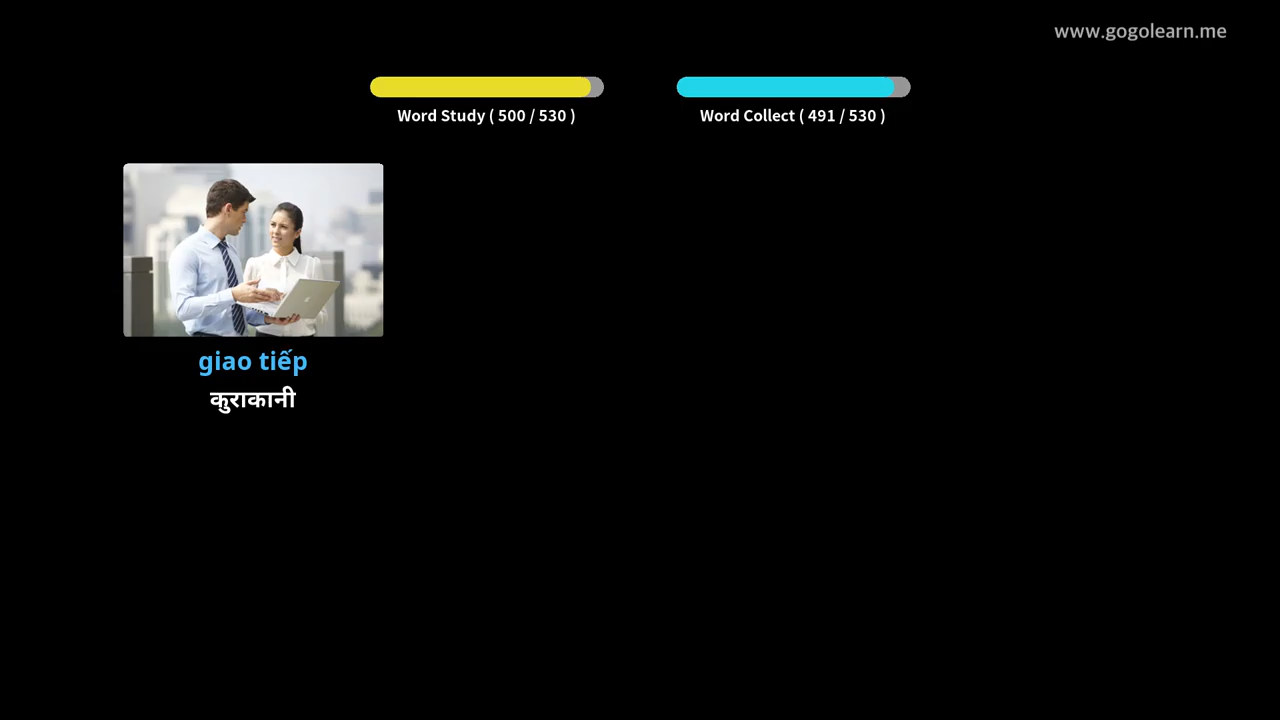 www.gogolearn.me
Word Study ( 500 / 530 )
Word Collect ( 491 / 530 )
giao tiếp
कुराकानी